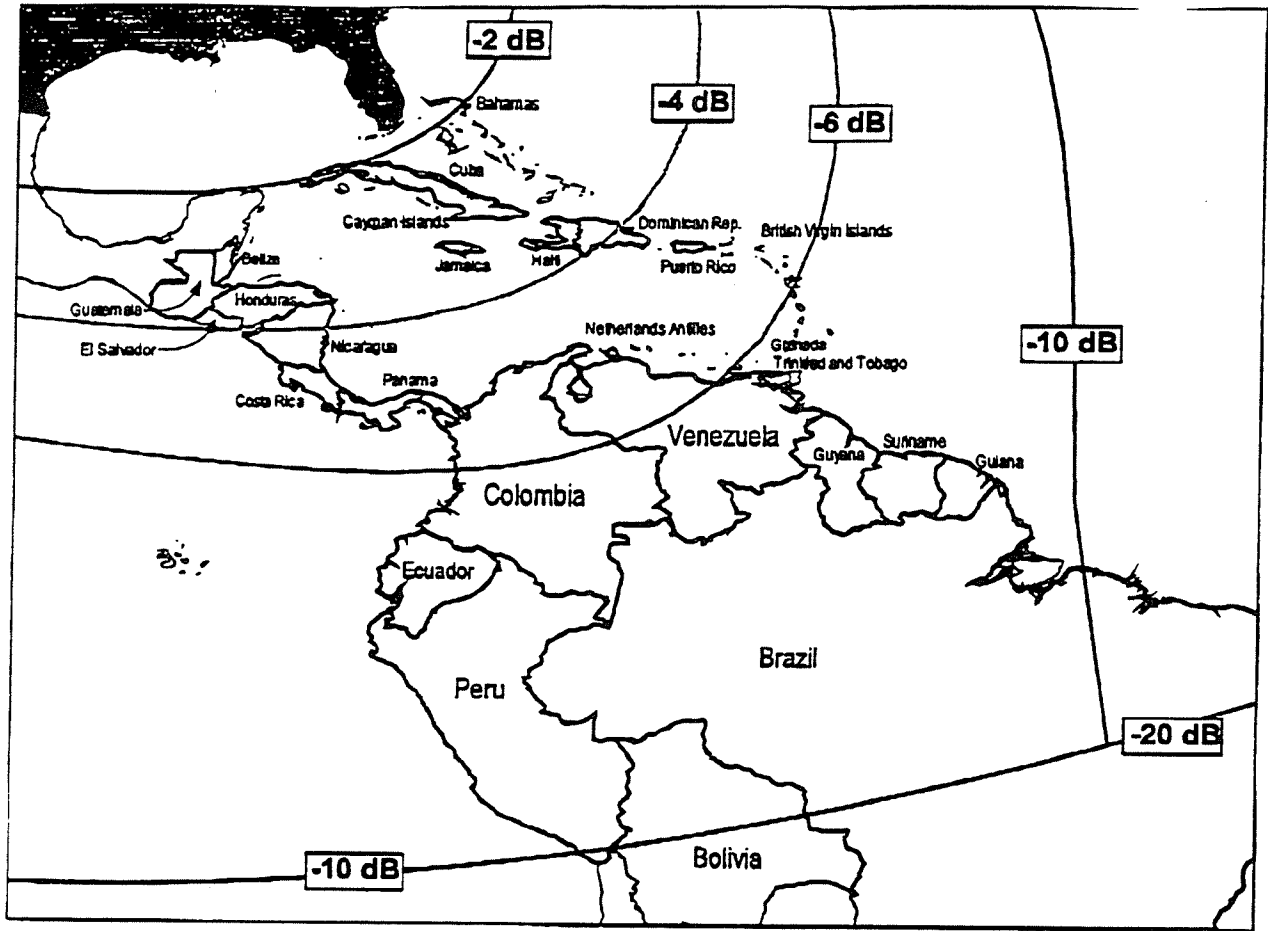 -2 dB
-4 dB
-6 dB
Bahamas
Cuba
Cayman Islands
Dominican Rep.
British Virgin Islands
Jamaica
Haiti
Puerto Rico
Belize
Honduras
Guatemala
El Salvador
Nicaragua
Netherlands Antilles
Grenada
Trinidad and Tobago
-10 dB
Panama
Costa Rica
Venezuela
Guyana
Suriname
Guiana
Colombia
Ecuador
Brazil
Peru
-20 dB
-10 dB
Bolivia